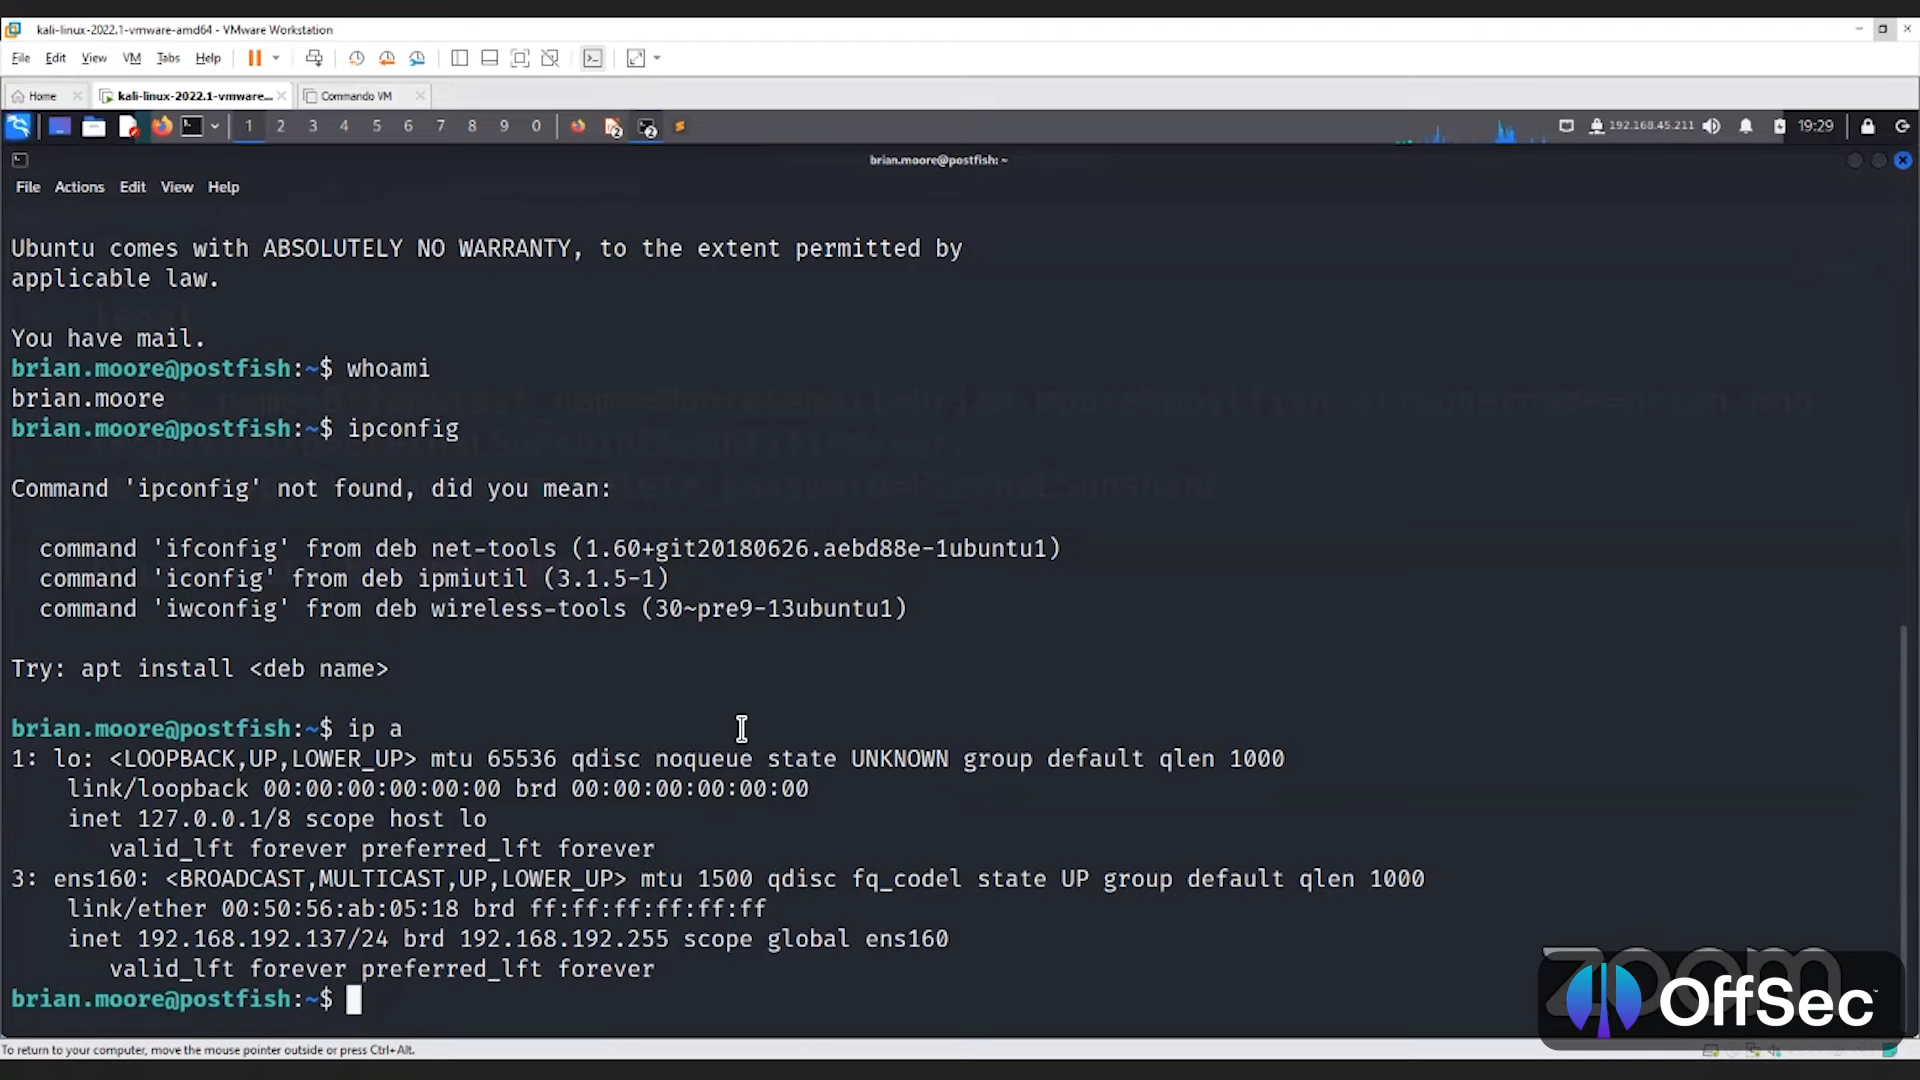 kali-linux-2022.1-vmware-amd64 - VMware Workstation
File Edit View VM Tabs Help
Home kali-linux-2022.1-vmware... Commando VM
1 2 3 4 5 6 7 8 9 0 2 2 192.168.45.211 19:29
brian.moore@postfish: ~
File Actions Edit View Help
Ubuntu comes with ABSOLUTELY NO WARRANTY, to the extent permitted by
applicable law.
You have mail.
brian.moore@postfish:~$ whoami
brian.moore
brian.moore@postfish:~$ ipconfig
Command 'ipconfig' not found, did you mean:
command 'ifconfig' from deb net-tools (1.60+git20180626.aebd88e-1ubuntu1)
command 'iconfig' from deb ipmiutil (3.1.5-1)
command 'iwconfig' from deb wireless-tools (30~pre9-13ubuntu1)
Try: apt install <deb name>
brian.moore@postfish:~$ ip a
1: lo: <LOOPBACK,UP,LOWER_UP> mtu 65536 qdisc noqueue state UNKNOWN group default qlen 1000
link/loopback 00:00:00:00:00:00 brd 00:00:00:00:00:00
inet 127.0.0.1/8 scope host lo
valid_lft forever preferred_lft forever
3: ens160: <BROADCAST,MULTICAST,UP,LOWER_UP> mtu 1500 qdisc fq_codel state UP group default qlen 1000
link/ether 00:50:56:ab:05:18 brd ff:ff:ff:ff:ff:ff
inet 192.168.192.137/24 brd 192.168.192.255 scope global ens160
valid_lft forever preferred_lft forever
brian.moore@postfish:~$
zoom
OffSec™
To return to your computer, move the mouse pointer outside or press Ctrl+Alt.